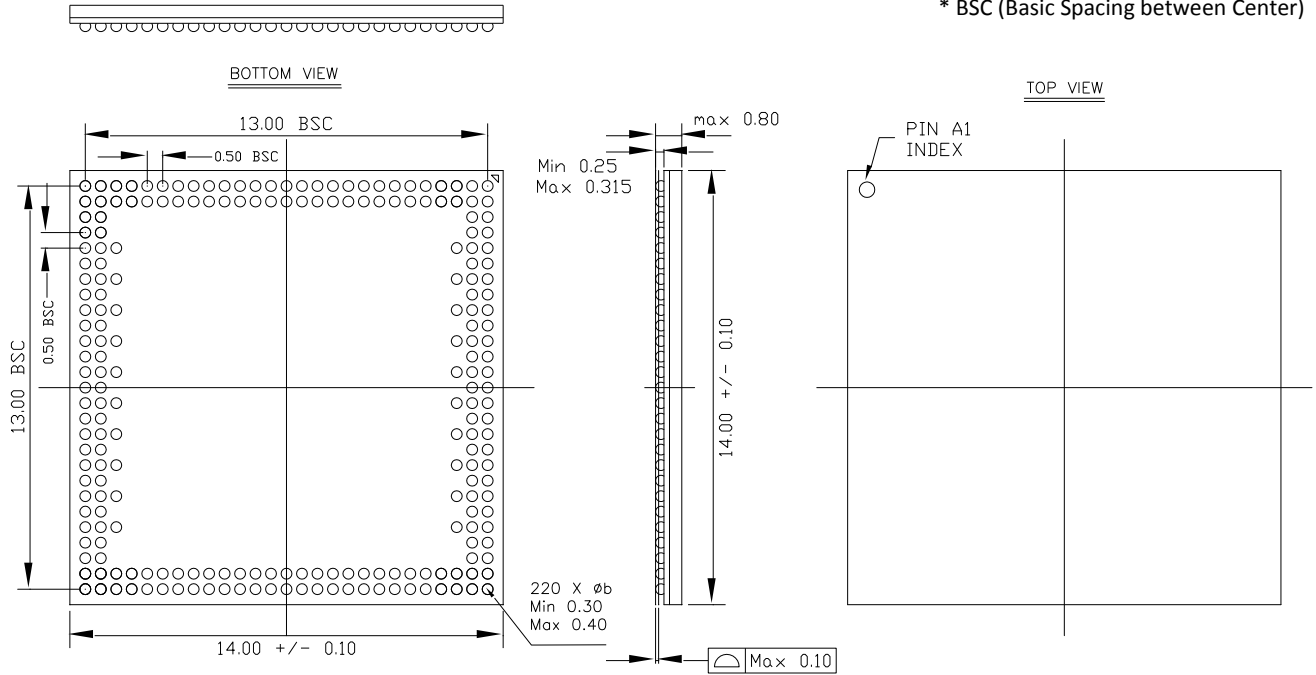 * BSC (Basic Spacing between Center)
BOTTOM VIEW
TOP VIEW
13.00 BSC
0.50 BSC
max 0.80
PIN A1
INDEX
Min 0.25
Max 0.315
0.50 BSC
13.00 BSC
14.00 +/- 0.10
220 X øb
Min 0.30
Max 0.40
14.00 +/- 0.10
Max 0.10